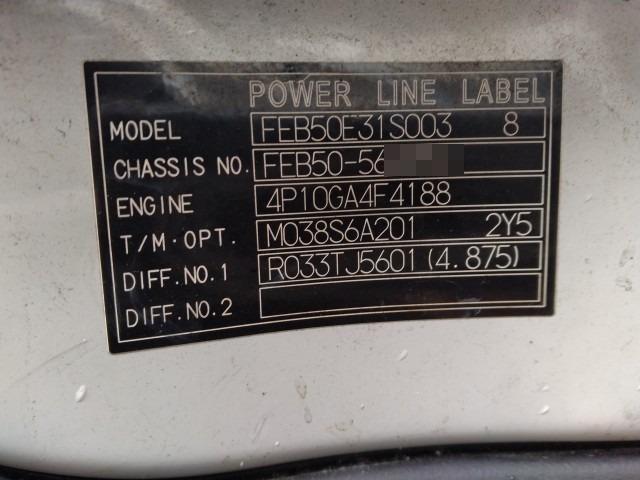 POWER LINE LABEL
MODEL FEB50E31S003 8
CHASSIS NO. FEB50-56
ENGINE 4P10GA4F4188
T/M·OPT. M038S6A201 2Y5
DIFF.NO.1 R033TJ5601(4.875)
DIFF.NO.2